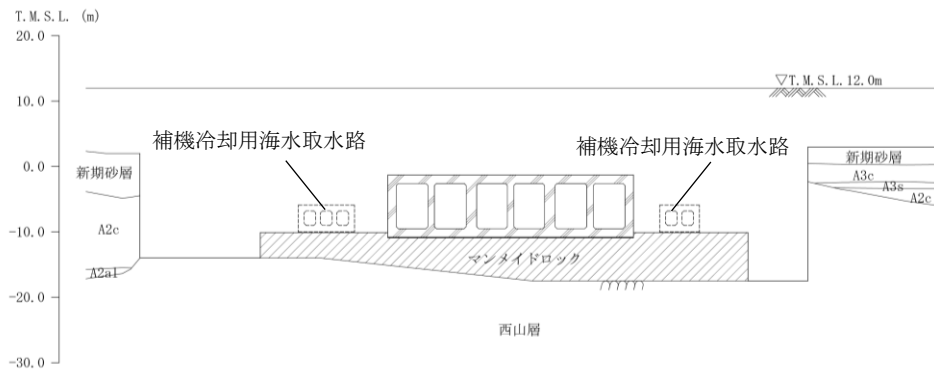 T.M.S.L. (m)
20.0
▽T.M.S.L.12.0m
10.0
補機冷却用海水取水路
補機冷却用海水取水路
0.0
新期砂層
新期砂層
A3c
A3s
A2c
A2c
-10.0
マンメイドロック
A2a1
-20.0
西山層
-30.0